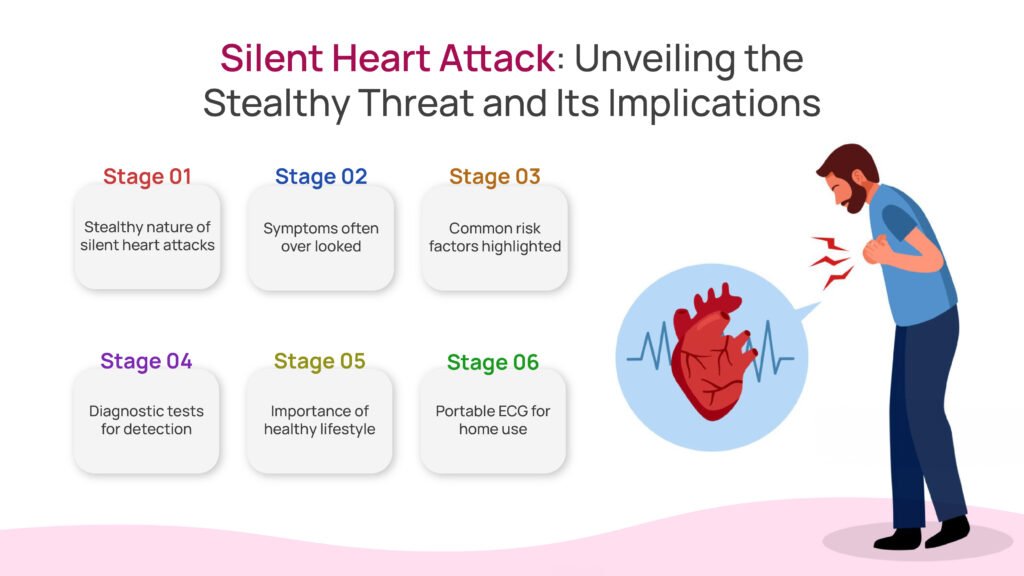 Silent Heart Attack: Unveiling the
Stealthy Threat and Its Implications
Stage 01
Stealthy nature of
silent heart attacks
Stage 02
Symptoms often
over looked
Stage 03
Common risk
factors highlighted
Stage 04
Diagnostic tests
for detection
Stage 05
Importance of
healthy lifestyle
Stage 06
Portable ECG for
home use